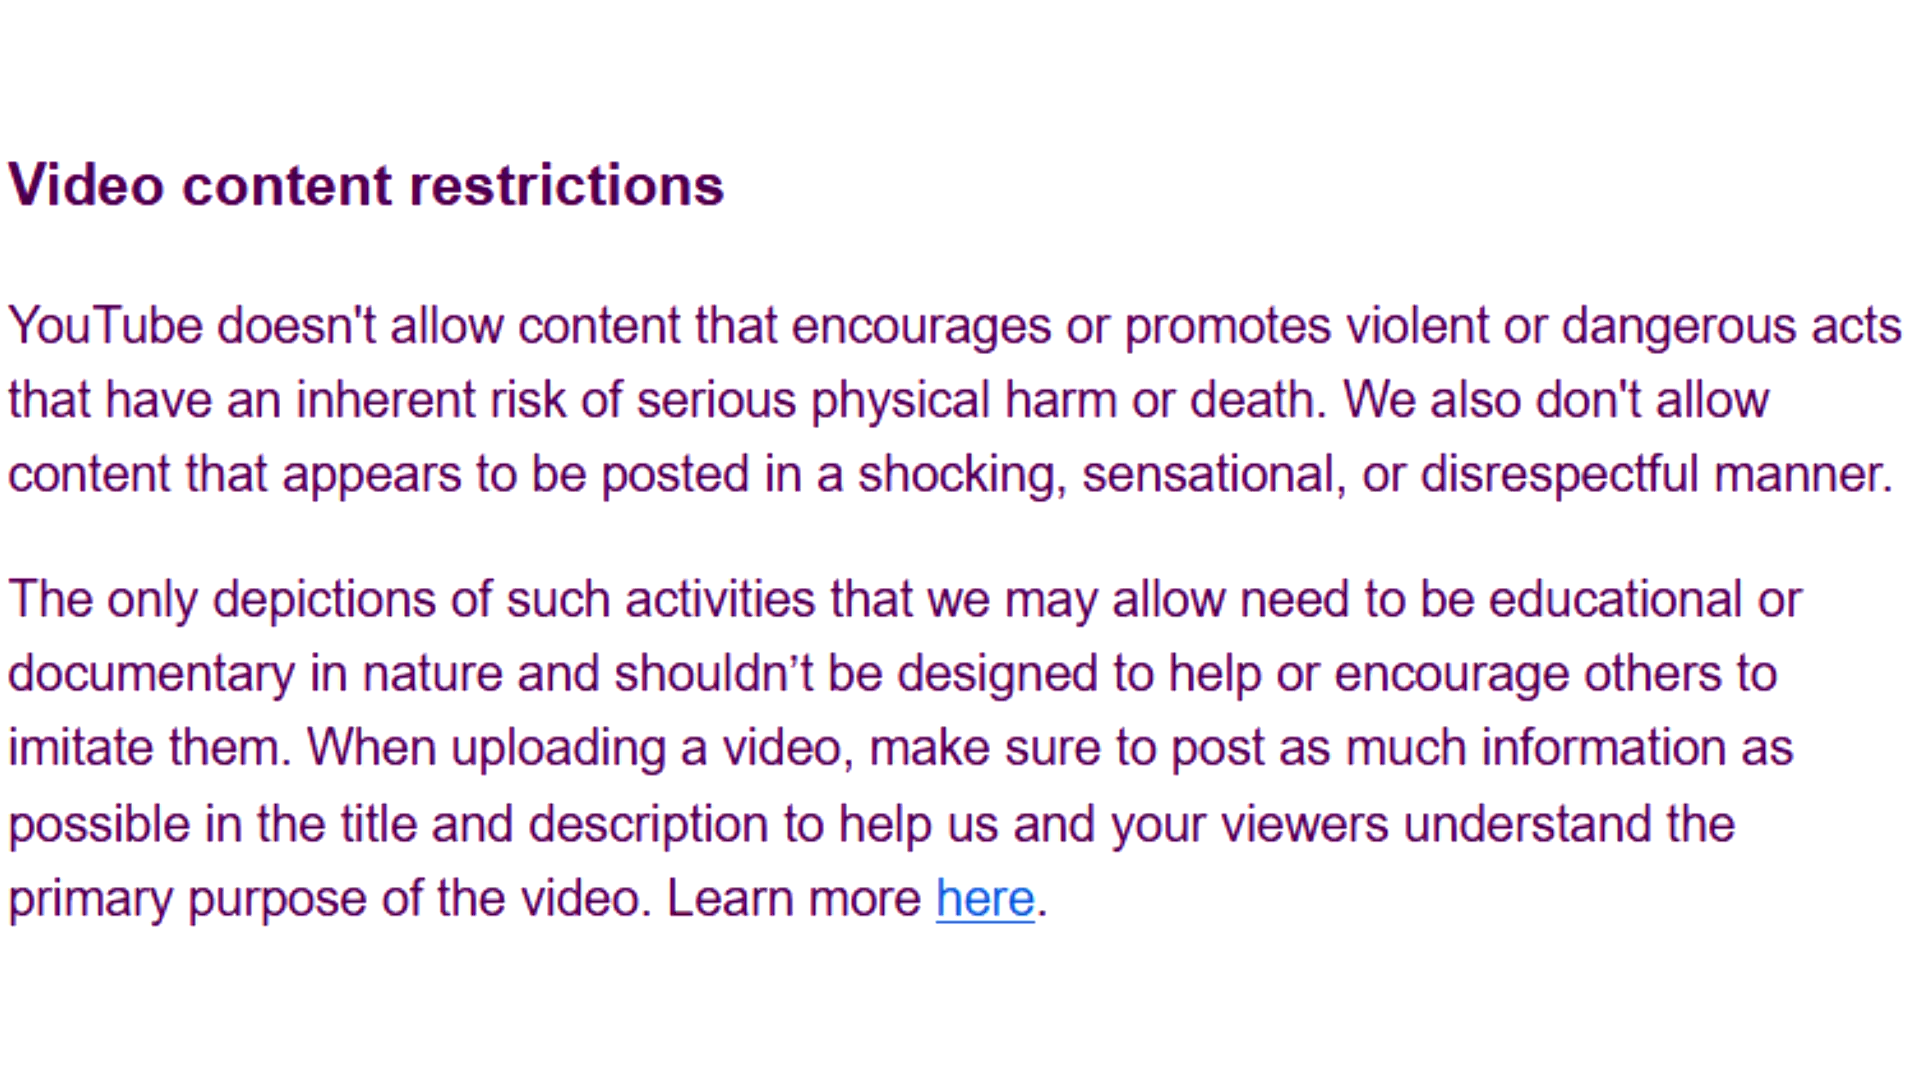 Video content restrictions
YouTube doesn't allow content that encourages or promotes violent or dangerous acts
that have an inherent risk of serious physical harm or death. We also don't allow
content that appears to be posted in a shocking, sensational, or disrespectful manner.
The only depictions of such activities that we may allow need to be educational or
documentary in nature and shouldn’t be designed to help or encourage others to
imitate them. When uploading a video, make sure to post as much information as
possible in the title and description to help us and your viewers understand the
primary purpose of the video. Learn more here.